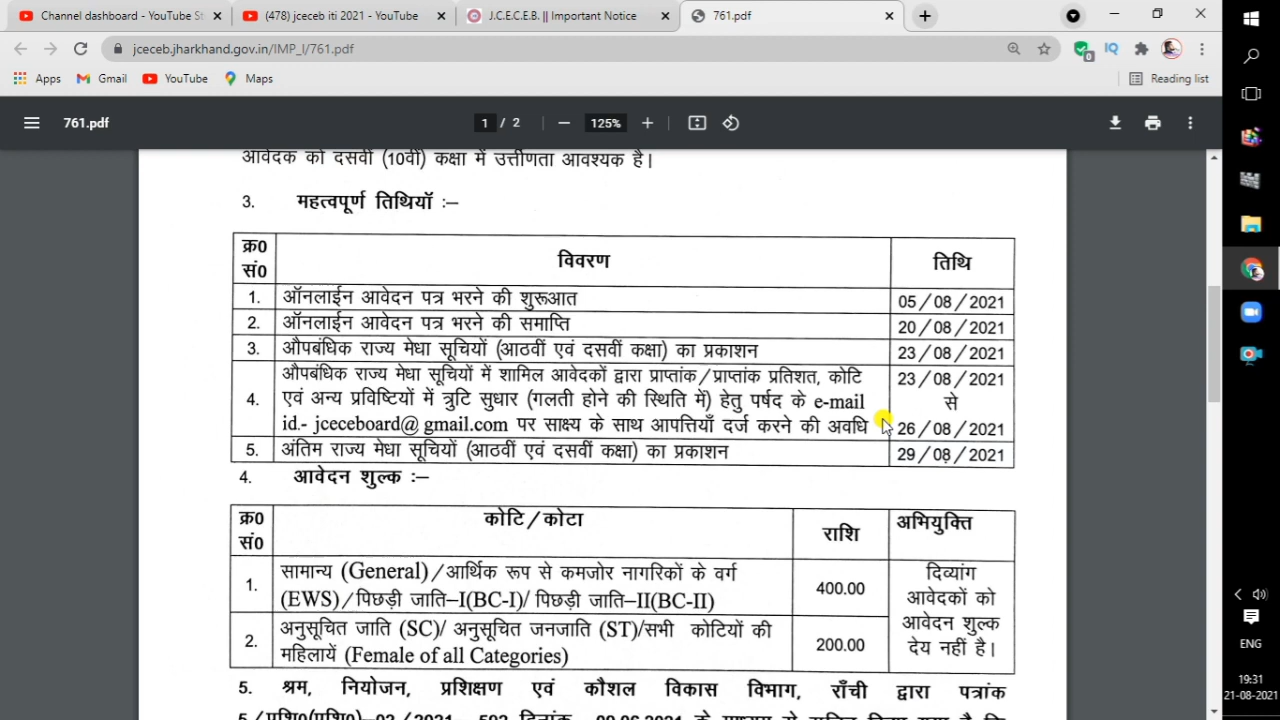 Channel dashboard - YouTube St
(478) jceceb iti 2021 - YouTube
J.C.E.C.E.B. || Important Notice
761.pdf
jceceb.jharkhand.gov.in/IMP_I/761.pdf
Apps
Gmail
YouTube
Maps
Reading list
761.pdf
1 / 2
125%
आवेदक को दसवीं (10वीं) कक्षा में उत्तीणता आवश्यक है।
3. महत्वपूर्ण तिथियाॅ :–
क्र0 सं0 विवरण तिथि
1. ऑनलाईन आवेदन पत्र भरने की शुरूआत 05/08/2021
2. ऑनलाईन आवेदन पत्र भरने की समाप्ति 20/08/2021
3. औपबंधिक राज्य मेधा सूचियों (आठवीं एवं दसवीं कक्षा) का प्रकाशन 23/08/2021
4. औपबंधिक राज्य मेधा सूचियों में शामिल आवेदकों द्वारा प्राप्तांक/प्राप्तांक प्रतिशत, कोटि 23/08/2021
एवं अन्य प्रविष्टियों में त्रुटि सुधार (गलती होने की स्थिति में) हेतु पर्षद के e-mail से
id.- jceceboard@ gmail.com पर साक्ष्य के साथ आपत्तियाँ दर्ज करने की अवधि 26/08/2021
5. अंतिम राज्य मेधा सूचियों (आठवीं एवं दसवीं कक्षा) का प्रकाशन 29/08/2021
4. आवेदन शुल्क :–
क्र0 सं0 कोटि/कोटा राशि अभियुक्ति
1. सामान्य (General)/आर्थिक रूप से कमजोर नागरिकों के वर्ग
(EWS)/पिछड़ी जाति–I(BC-I)/ पिछड़ी जाति–II(BC-II) 400.00
2. अनुसूचित जाति (SC)/ अनुसूचित जनजाति (ST)/सभी कोटियों की
महिलायें (Female of all Categories) 200.00
दिव्यांग
आवेदकों को
आवेदन शुल्क
देय नहीं है।
5. श्रम, नियोजन, प्रशिक्षण एवं कौशल विकास विभाग, राँची द्वारा पत्रांक
ENG
19:31
21-08-2021